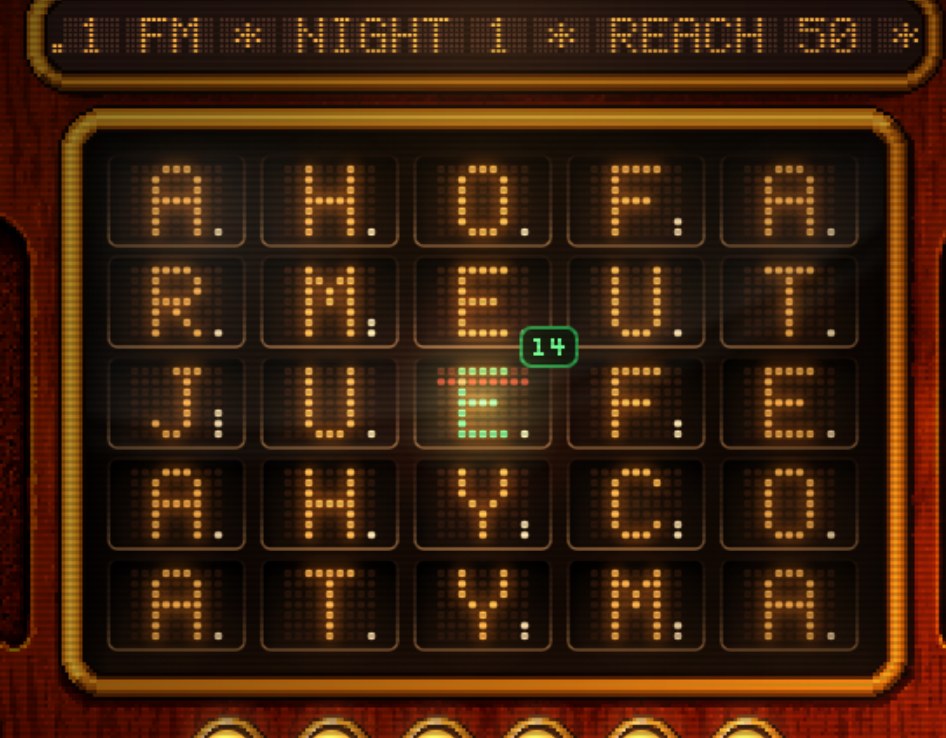 .1 FM * NIGHT 1 * REACH 50 *
A H O F A
R M E U T
14
J U E F E
A H Y C O
A T Y M A